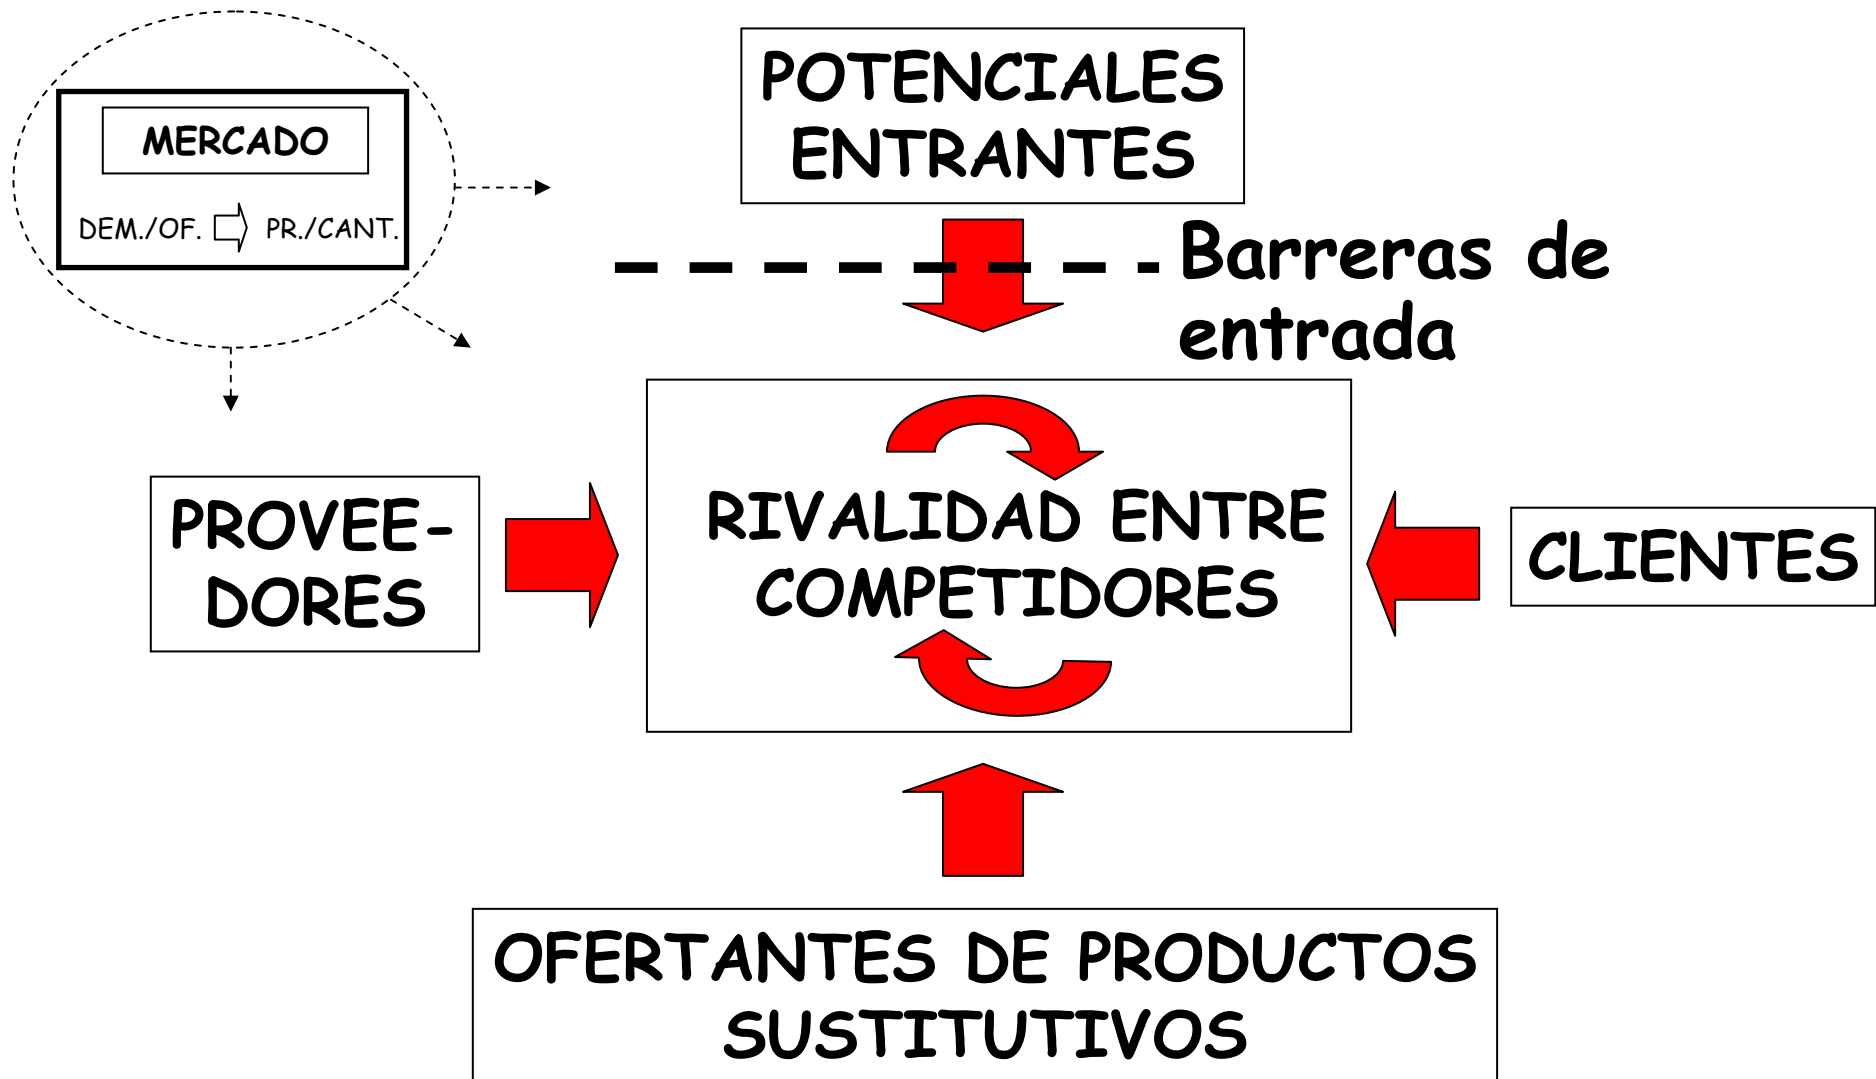 MERCADO
DEM./OF. PR./CANT.
POTENCIALES
ENTRANTES
Barreras de
entrada
PROVEE-
DORES
RIVALIDAD ENTRE
COMPETIDORES
CLIENTES
OFERTANTES DE PRODUCTOS
SUSTITUTIVOS